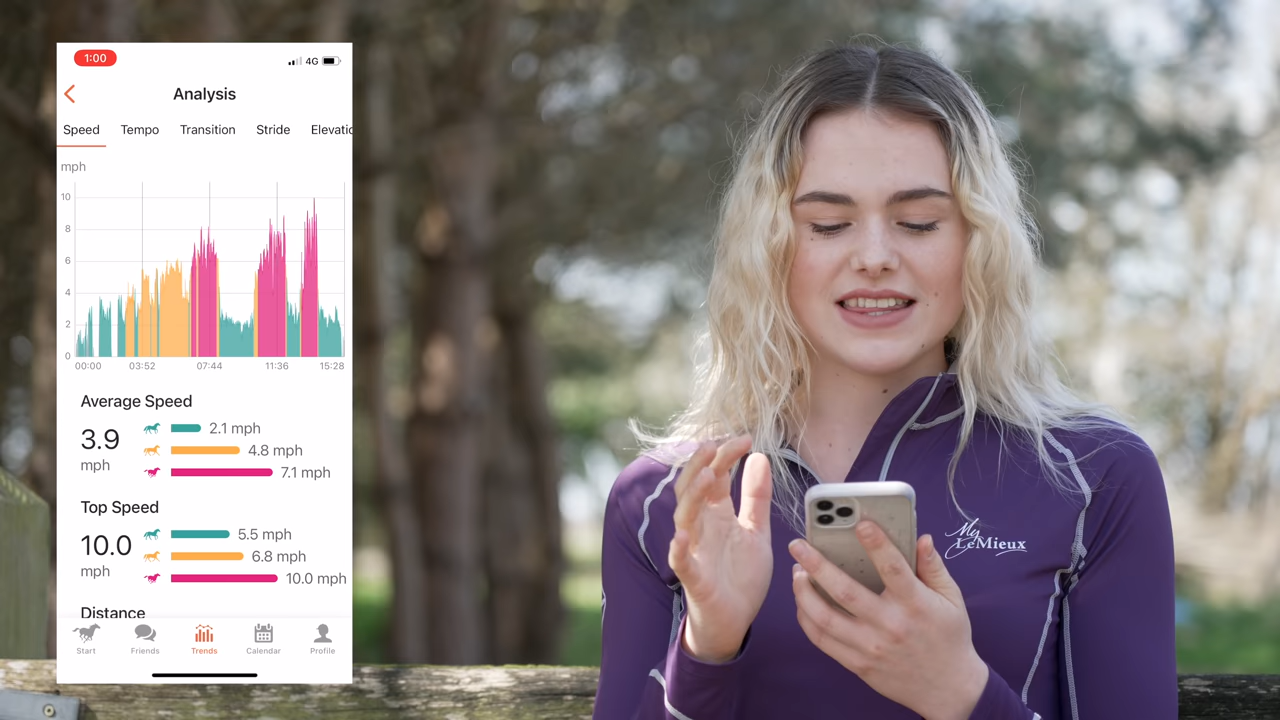 1:00 4G
Analysis
Speed Tempo Transition Stride Elevatio
mph
10
8
6
4
2
0
00:00 03:52 07:44 11:36 15:28
Average Speed
3.9
mph
2.1 mph
4.8 mph
7.1 mph
Top Speed
10.0
mph
5.5 mph
6.8 mph
10.0 mph
Distance
Start Friends Trends Calendar Profile
My
LeMieux